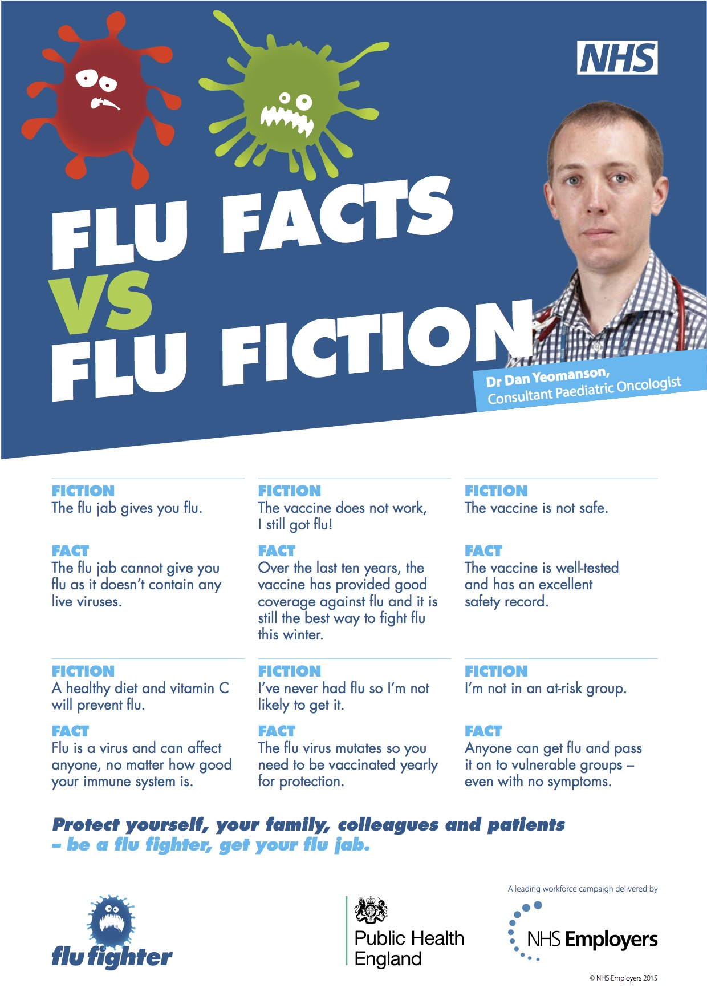 NHS
FLU FACTS
VS
FLU FICTION
Dr Dan Yeomanson,
Consultant Paediatric Oncologist
FICTION
The flu jab gives you flu.
FACT
The flu jab cannot give you
flu as it doesn’t contain any
live viruses.
FICTION
The vaccine does not work,
I still got flu!
FACT
Over the last ten years, the
vaccine has provided good
coverage against flu and it is
still the best way to fight flu
this winter.
FICTION
The vaccine is not safe.
FACT
The vaccine is well-tested
and has an excellent
safety record.
FICTION
A healthy diet and vitamin C
will prevent flu.
FACT
Flu is a virus and can affect
anyone, no matter how good
your immune system is.
FICTION
I’ve never had flu so I’m not
likely to get it.
FACT
The flu virus mutates so you
need to be vaccinated yearly
for protection.
FICTION
I’m not in an at-risk group.
FACT
Anyone can get flu and pass
it on to vulnerable groups –
even with no symptoms.
Protect yourself, your family, colleagues and patients
– be a flu fighter, get your flu jab.
flu fighter
Public Health
England
A leading workforce campaign delivered by
NHS Employers
© NHS Employers 2015